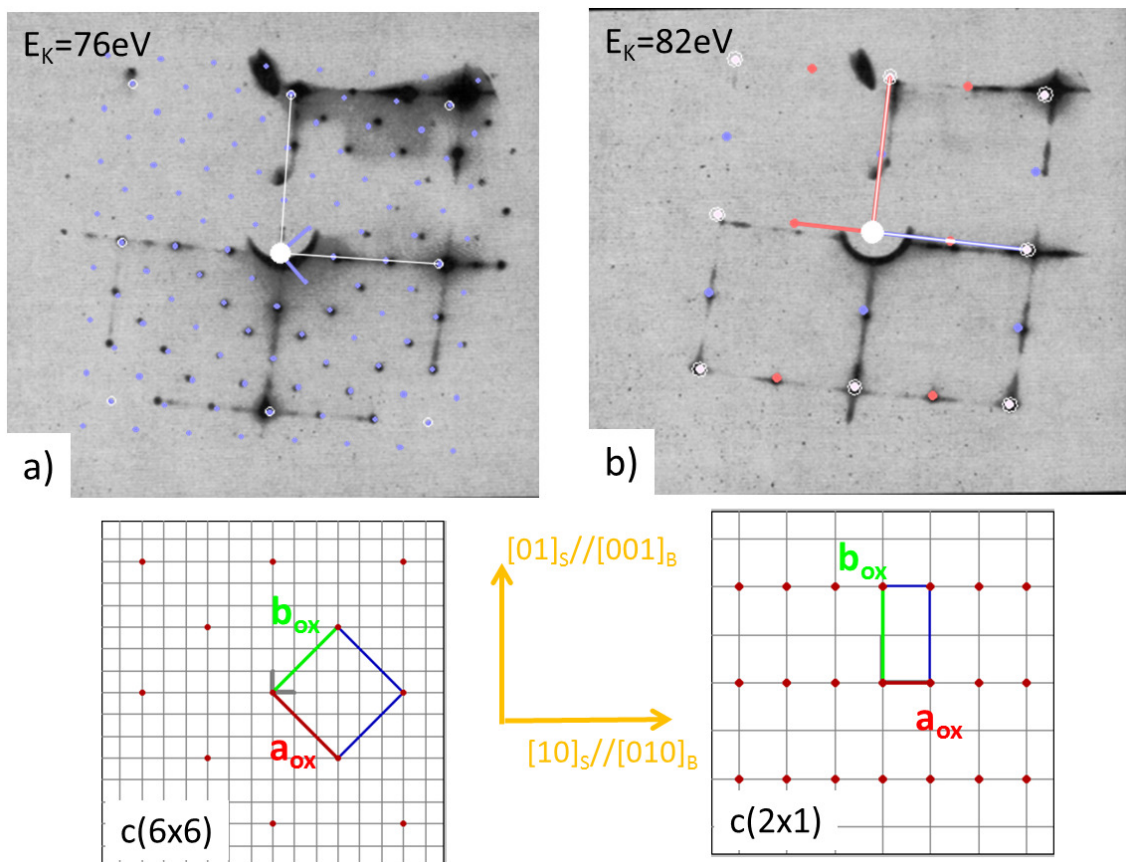 E_K=76eV
E_K=82eV
a)
b)
[01]_S//[001]_B
b_ox
b_ox
a_ox
a_ox
[10]_S//[010]_B
c(6x6)
c(2x1)